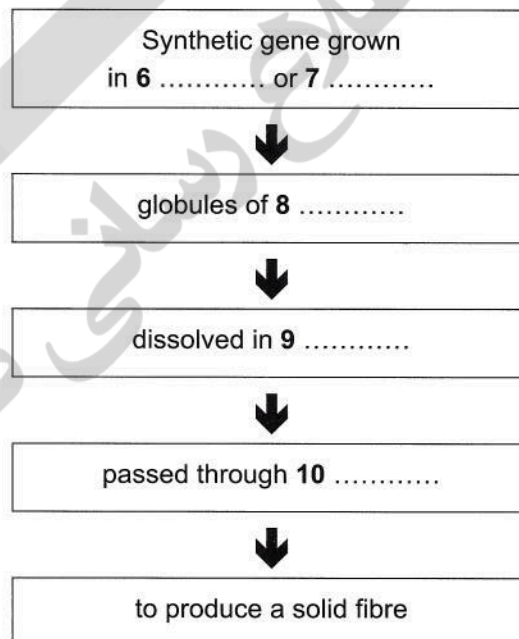 Synthetic gene grown
in 6 ............ or 7 ............
globules of 8 ............
dissolved in 9 ............
passed through 10 ............
to produce a solid fibre